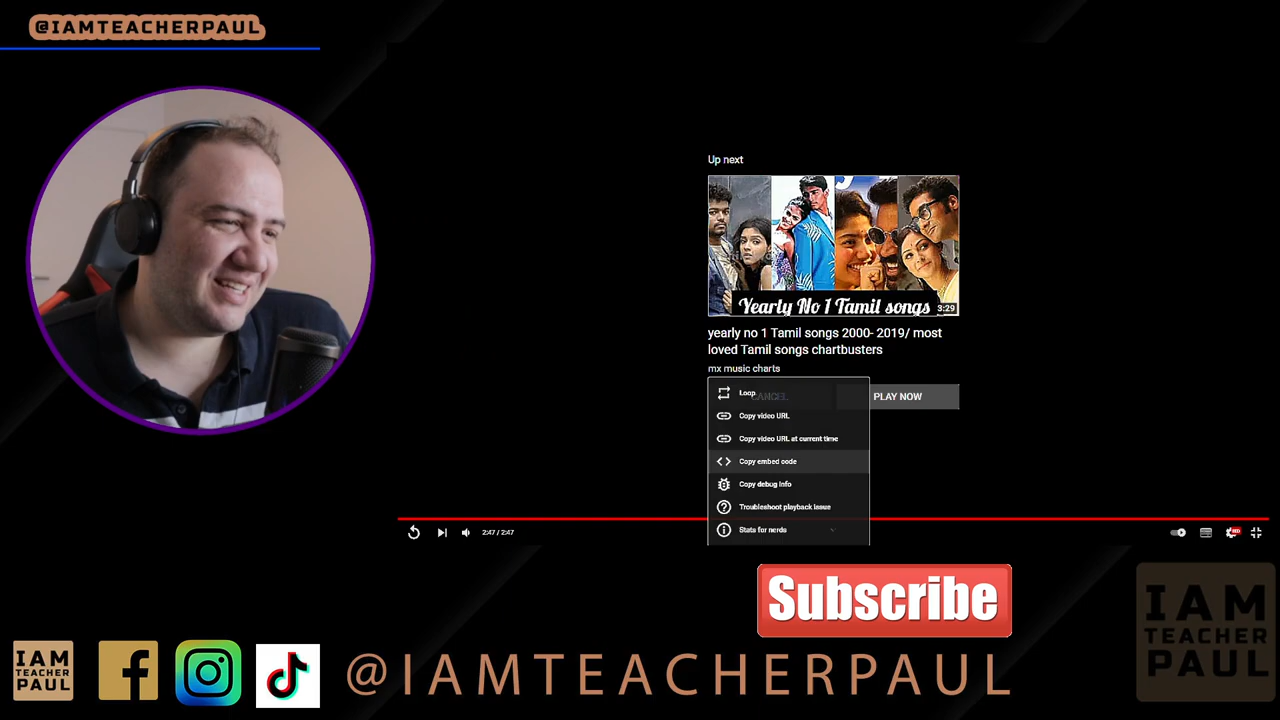 @IAMTEACHERPAUL
Up next
Yearly No 1 Tamil songs
3:29
yearly no 1 Tamil songs 2000- 2019/ most
loved Tamil songs chartbusters
mx music charts
Loop
CANCEL
PLAY NOW
Copy video URL
Copy video URL at current time
Copy embed code
Copy debug info
Troubleshoot playback issue
Stats for nerds
2:47 / 2:47
Subscribe
IAM
TEACHER
PAUL
IAM
TEACHER
PAUL
@IAMTEACHERPAUL